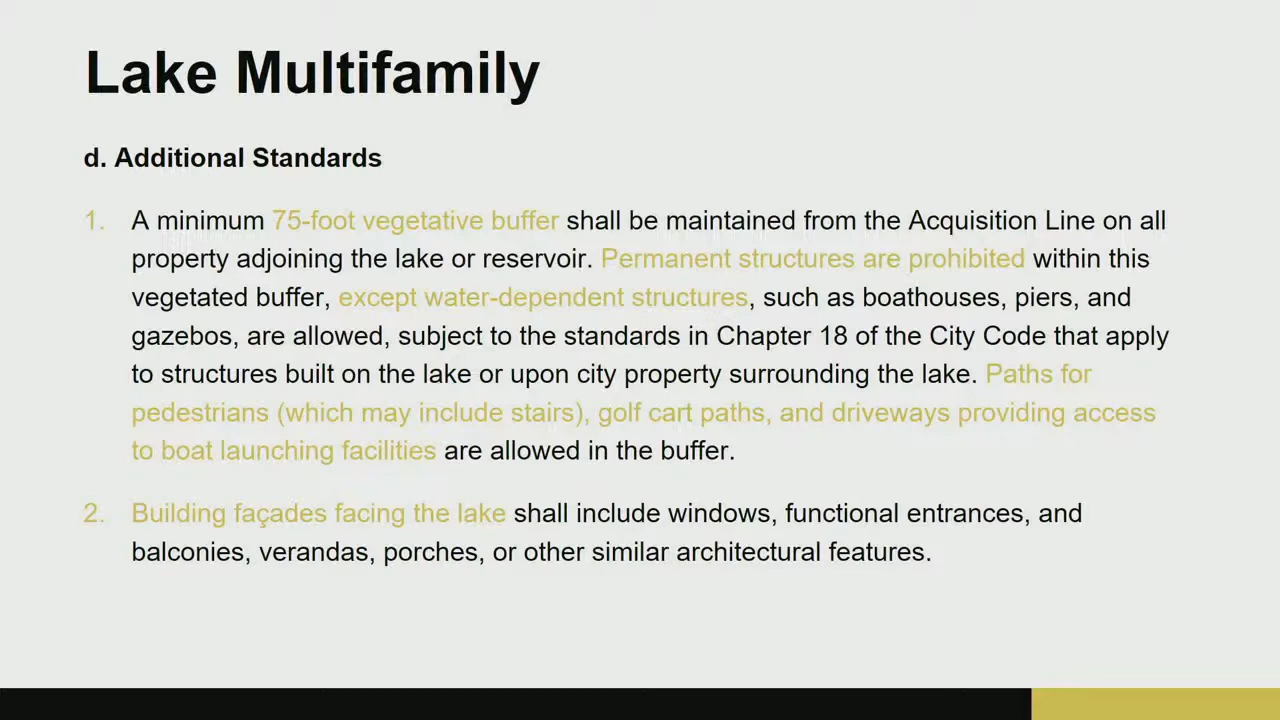 Lake Multifamily
d. Additional Standards
1. A minimum 75-foot vegetative buffer shall be maintained from the Acquisition Line on all
property adjoining the lake or reservoir. Permanent structures are prohibited within this
vegetated buffer, except water-dependent structures, such as boathouses, piers, and
gazebos, are allowed, subject to the standards in Chapter 18 of the City Code that apply
to structures built on the lake or upon city property surrounding the lake. Paths for
pedestrians (which may include stairs), golf cart paths, and driveways providing access
to boat launching facilities are allowed in the buffer.
2. Building façades facing the lake shall include windows, functional entrances, and
balconies, verandas, porches, or other similar architectural features.